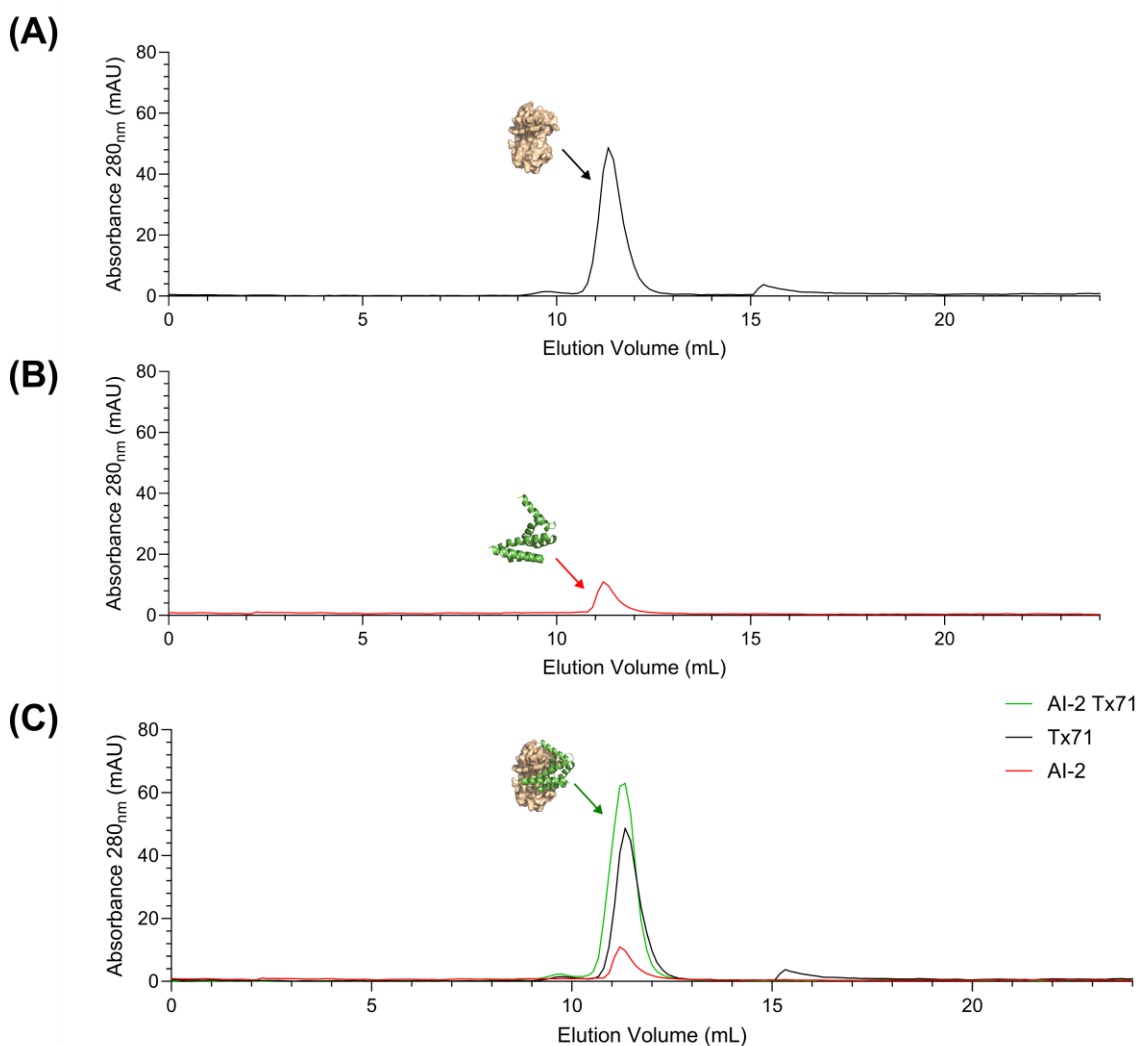 (A)
80
60
40
20
0
Absorbance 280nm (mAU)
0 5 10 15 20
Elution Volume (mL)
(B)
80
60
40
20
0
Absorbance 280nm (mAU)
0 5 10 15 20
Elution Volume (mL)
(C)
AI-2 Tx71
Tx71
AI-2
80
60
40
20
0
Absorbance 280nm (mAU)
0 5 10 15 20
Elution Volume (mL)